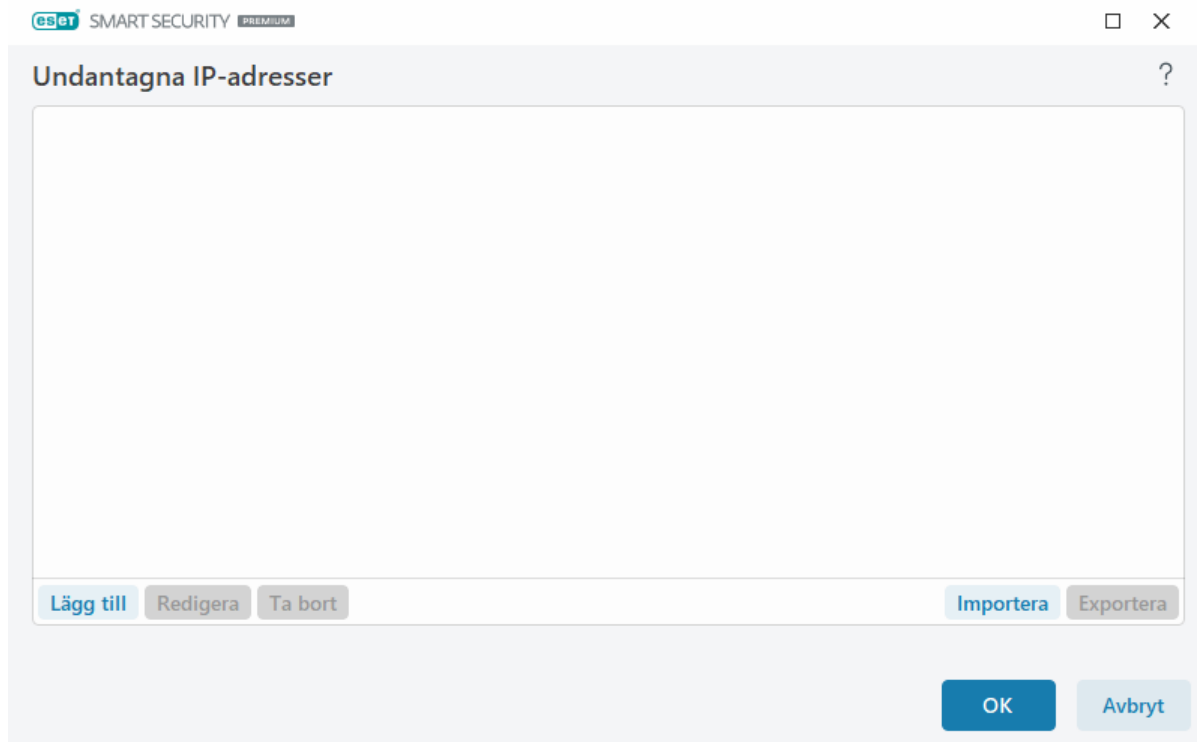 eseT SMART SECURITY PREMIUM
Undantagna IP-adresser ?
Lägg till Redigera Ta bort Importera Exportera
OK Avbryt